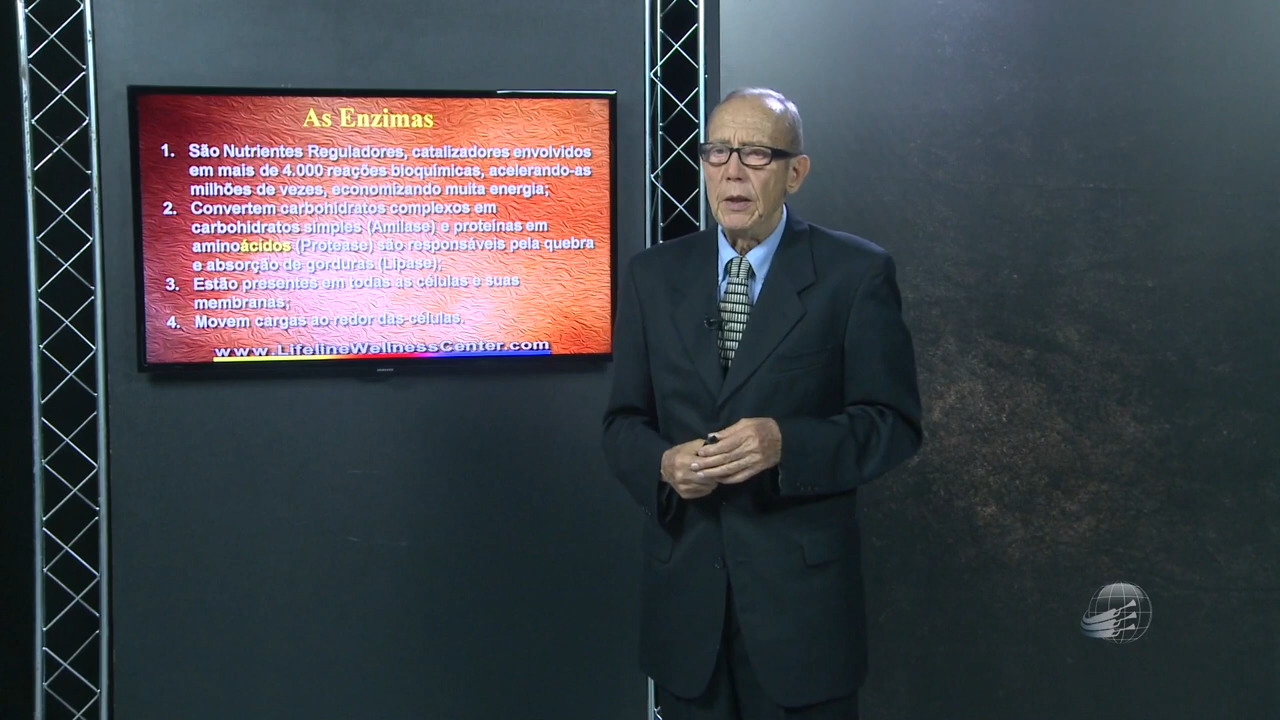 As Enzimas
1. São Nutrientes Reguladores, catalizadores envolvidos
em mais de 4.000 reações bioquímicas, acelerando-as
milhões de vezes, economizando muita energia;
2. Convertem carbohidratos complexos em
carbohidratos simples (Amilase) e proteínas em
aminoácidos (Protease) são responsáveis pela quebra
e absorção de gorduras (Lipase);
3. Estão presentes em todas as células e suas
membranas;
4. Movem cargas ao redor das células.
www.LifelineWellnessCenter.com